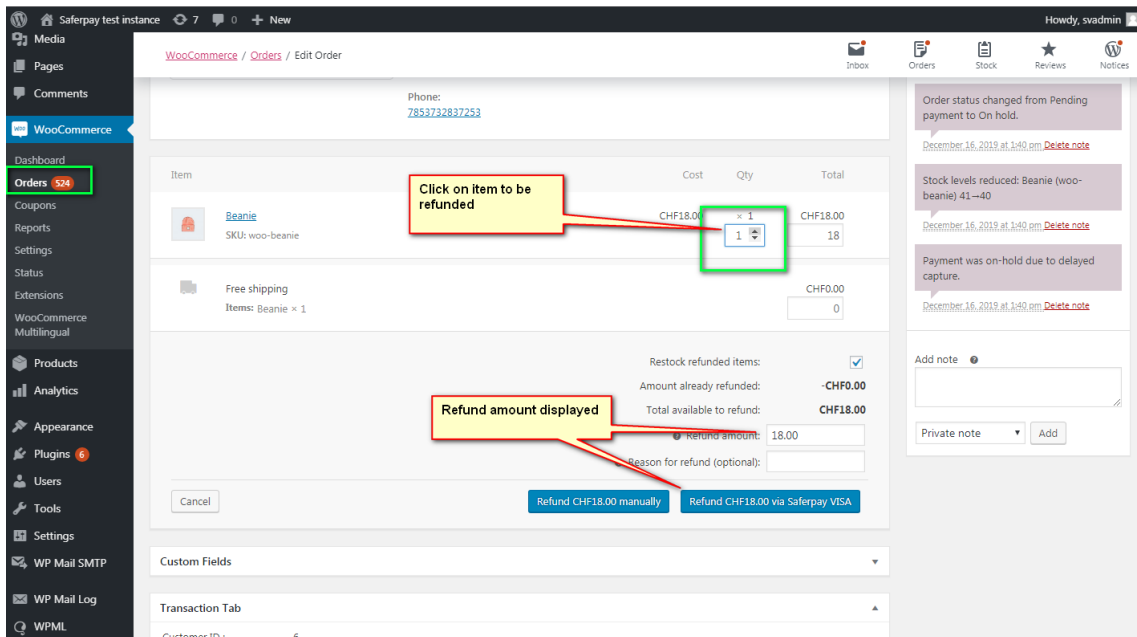 Saferpay test instance 7 0 + New Howdy, svadmin
Media
Pages
Comments
WooCommerce
Dashboard
Orders 524
Coupons
Reports
Settings
Status
Extensions
WooCommerce
Multilingual
Products
Analytics
Appearance
Plugins 6
Users
Tools
Settings
WP Mail SMTP
WP Mail Log
WPML
WooCommerce / Orders / Edit Order
Inbox
Orders
Stock
Reviews
Notices
Phone:
7853732837253
Item Cost Qty Total
Click on item to be
refunded
Beanie CHF18.00 × 1 CHF18.00
SKU: woo-beanie 1 18
Free shipping CHF0.00
Items: Beanie × 1 0
Restock refunded items:
Amount already refunded: -CHF0.00
Total available to refund: CHF18.00
Refund amount displayed
Refund amount: 18.00
Reason for refund (optional):
Cancel Refund CHF18.00 manually Refund CHF18.00 via Saferpay VISA
Custom Fields
Transaction Tab
Customer ID : 6
Order status changed from Pending
payment to On hold.
December 16, 2019 at 1:40 pm Delete note
Stock levels reduced: Beanie (woo-
beanie) 41→40
December 16, 2019 at 1:40 pm Delete note
Payment was on-hold due to delayed
capture.
December 16, 2019 at 1:40 pm Delete note
Add note
Private note Add